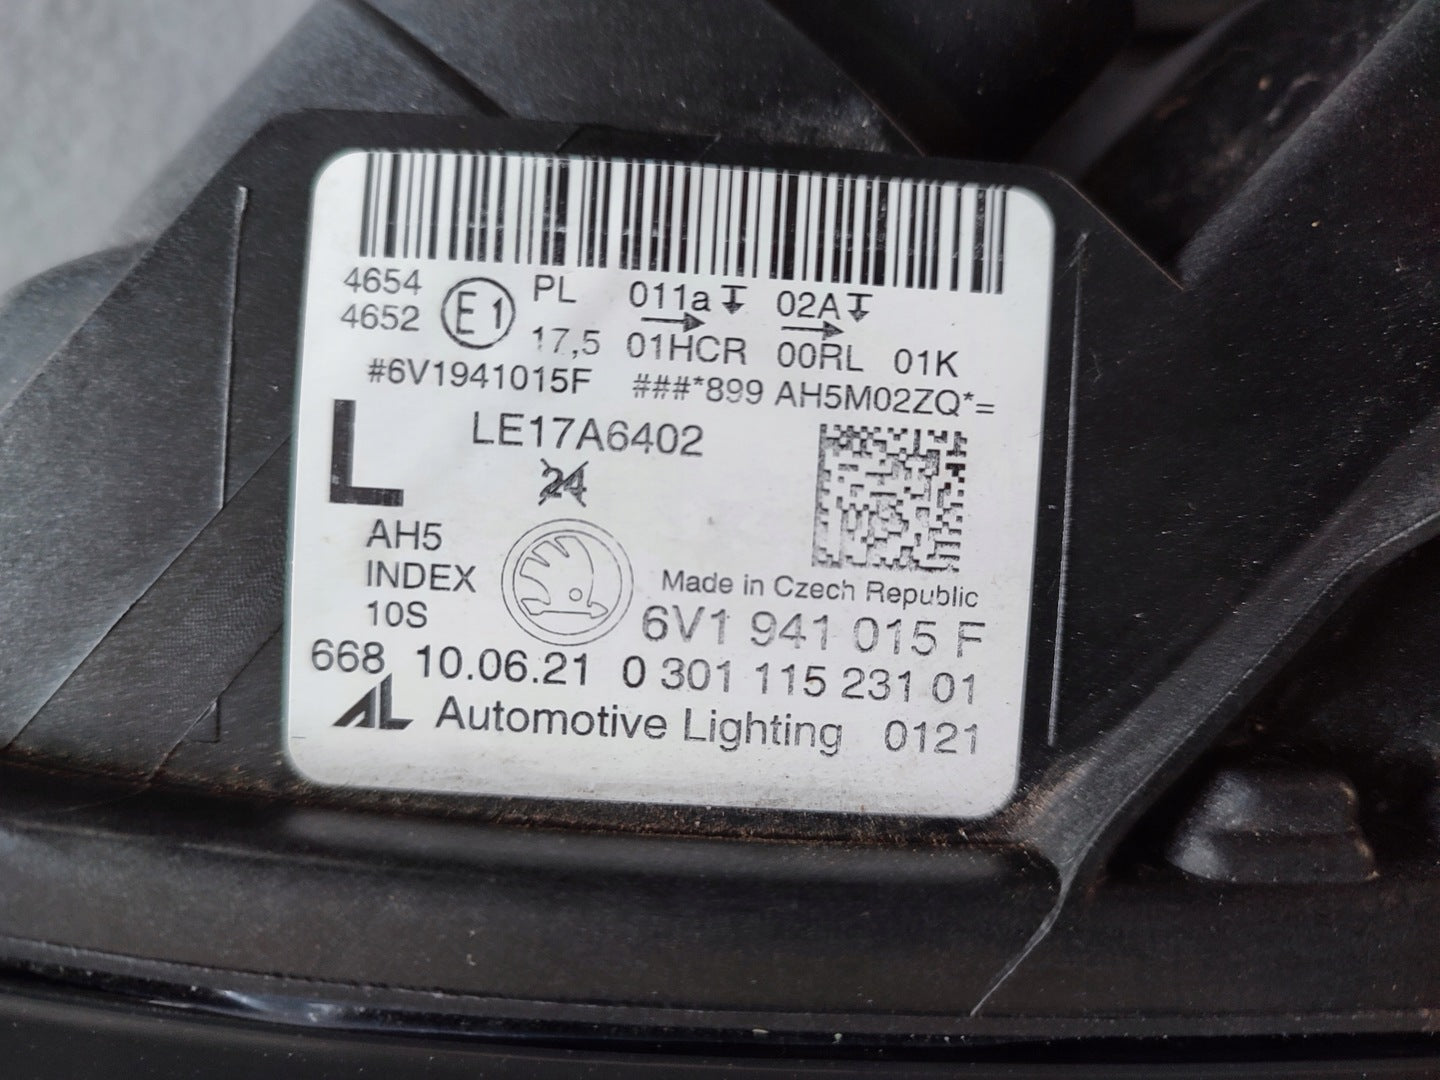 4654 E1 PL 011a 02A
4652 17,5 01HCR 00RL 01K
#6V1941015F ###*899 AH5M02ZQ*=
L LE17A6402
24
AH5
INDEX Made in Czech Republic
10S 6V1 941 015 F
668 10.06.21 0 301 115 231 01
AL Automotive Lighting 0121